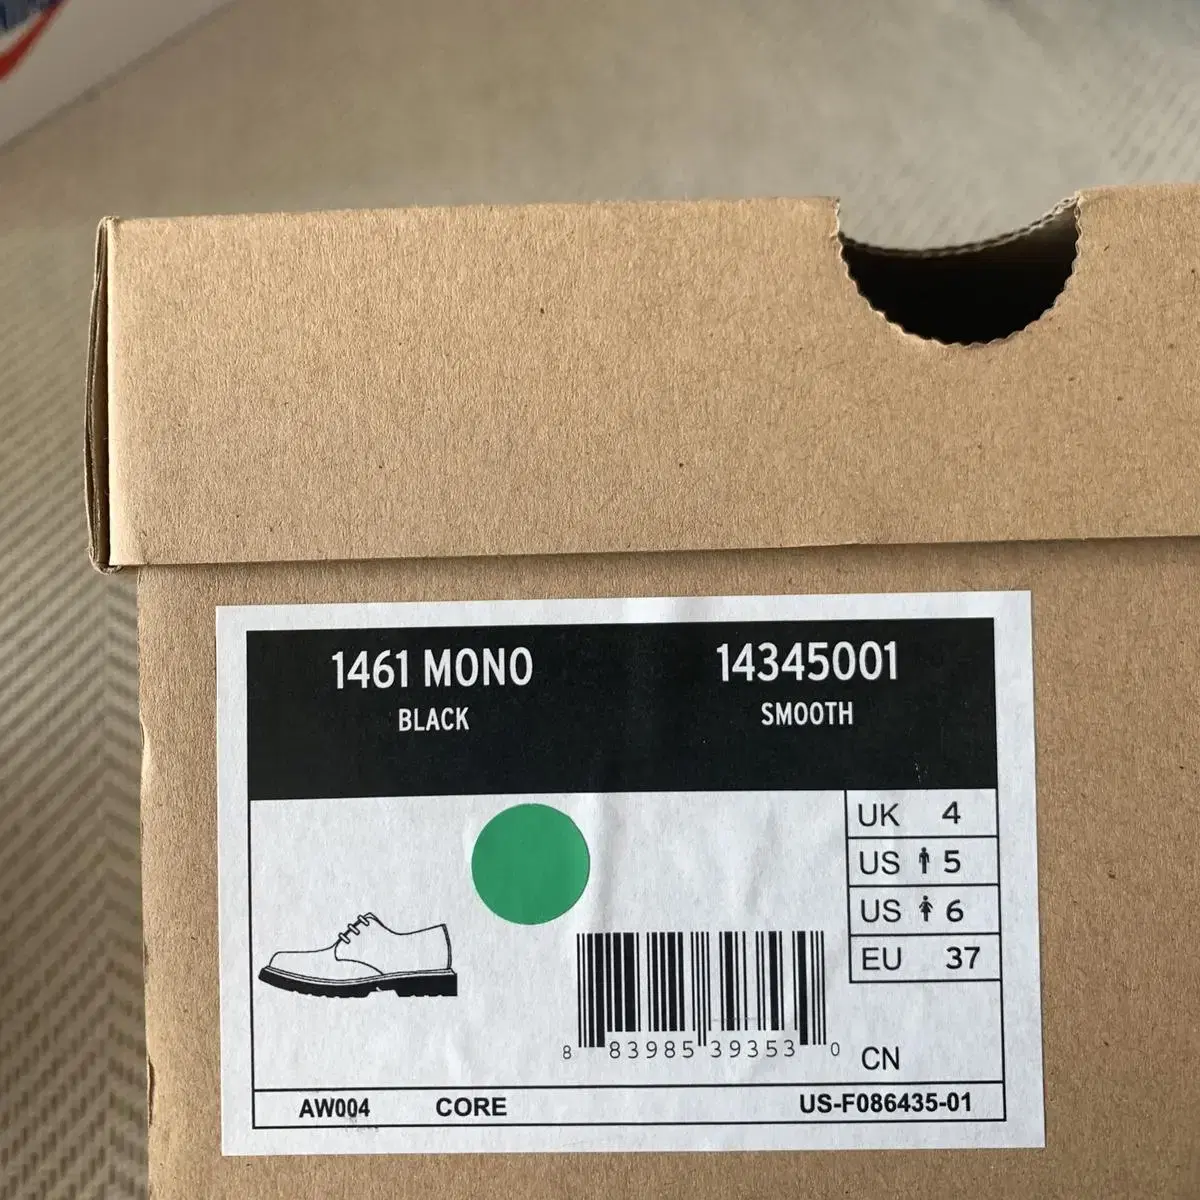 1461 MONO
BLACK
14345001
SMOOTH
UK 4
US 5
US 6
EU 37
8 83985 39353 0
CN
AW004 CORE US-F086435-01